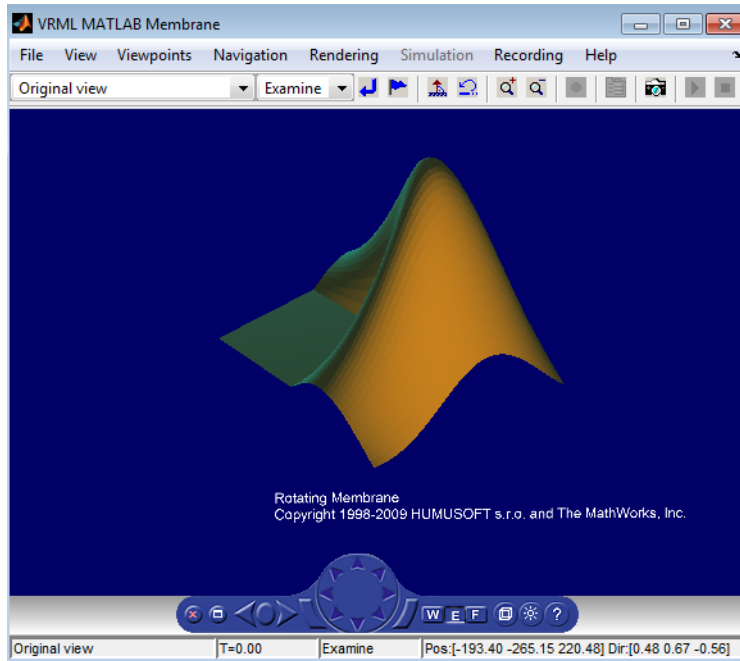 VRML MATLAB Membrane
File View Viewpoints Navigation Rendering Simulation Recording Help
Original view Examine
Rotating Membrane
Copyright 1998-2009 HUMUSOFT s.r.o. and The MathWorks, Inc.
W E F ?
Original view T=0.00 Examine Pos:[-193.40 -265.15 220.48] Dir:[0.48 0.67 -0.56]